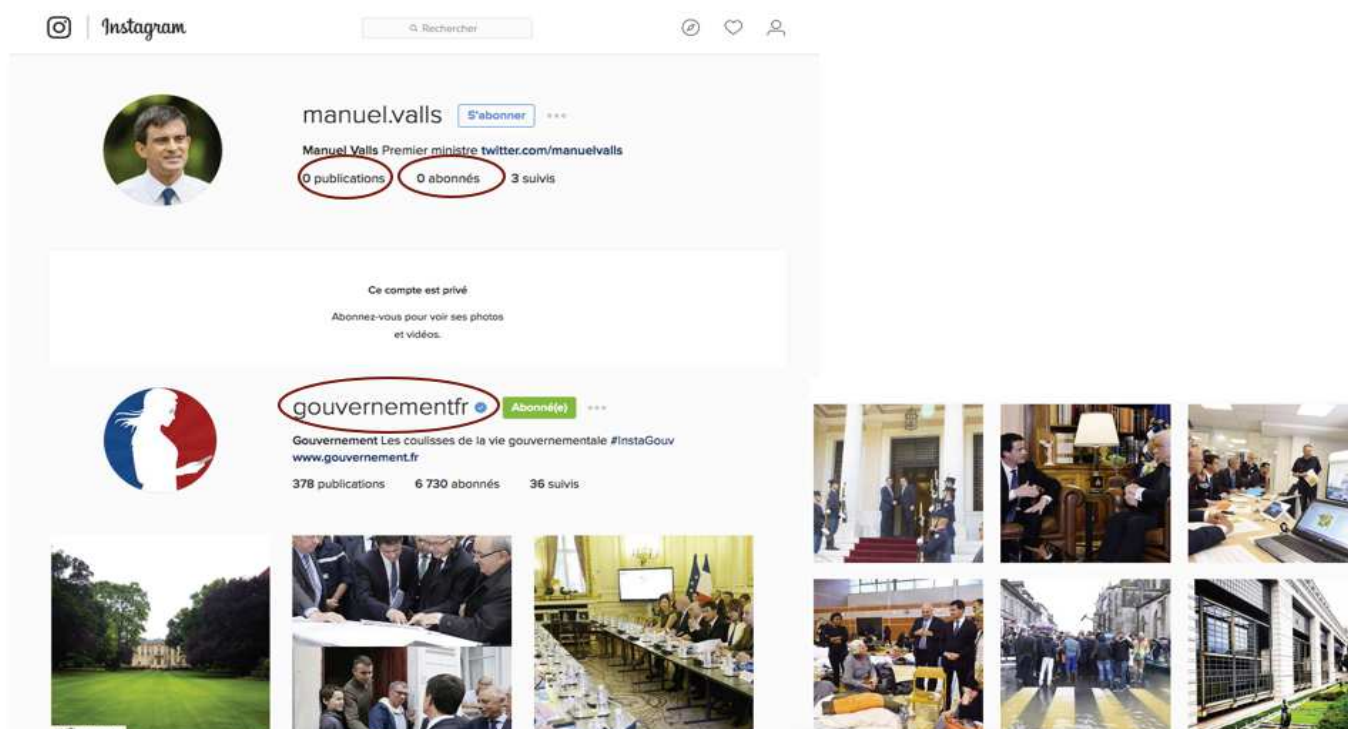 Instagram
Rechercher
manuel.valls S'abonner
Manuel Valls Premier ministre twitter.com/manuelvalls
0 publications 0 abonnés 3 suivis
Ce compte est privé
Abonnez-vous pour voir ses photos
et vidéos.
gouvernementfr Abonné(e)
Gouvernement Les coulisses de la vie gouvernementale #InstaGouv
www.gouvernement.fr
378 publications 6 730 abonnés 36 suivis